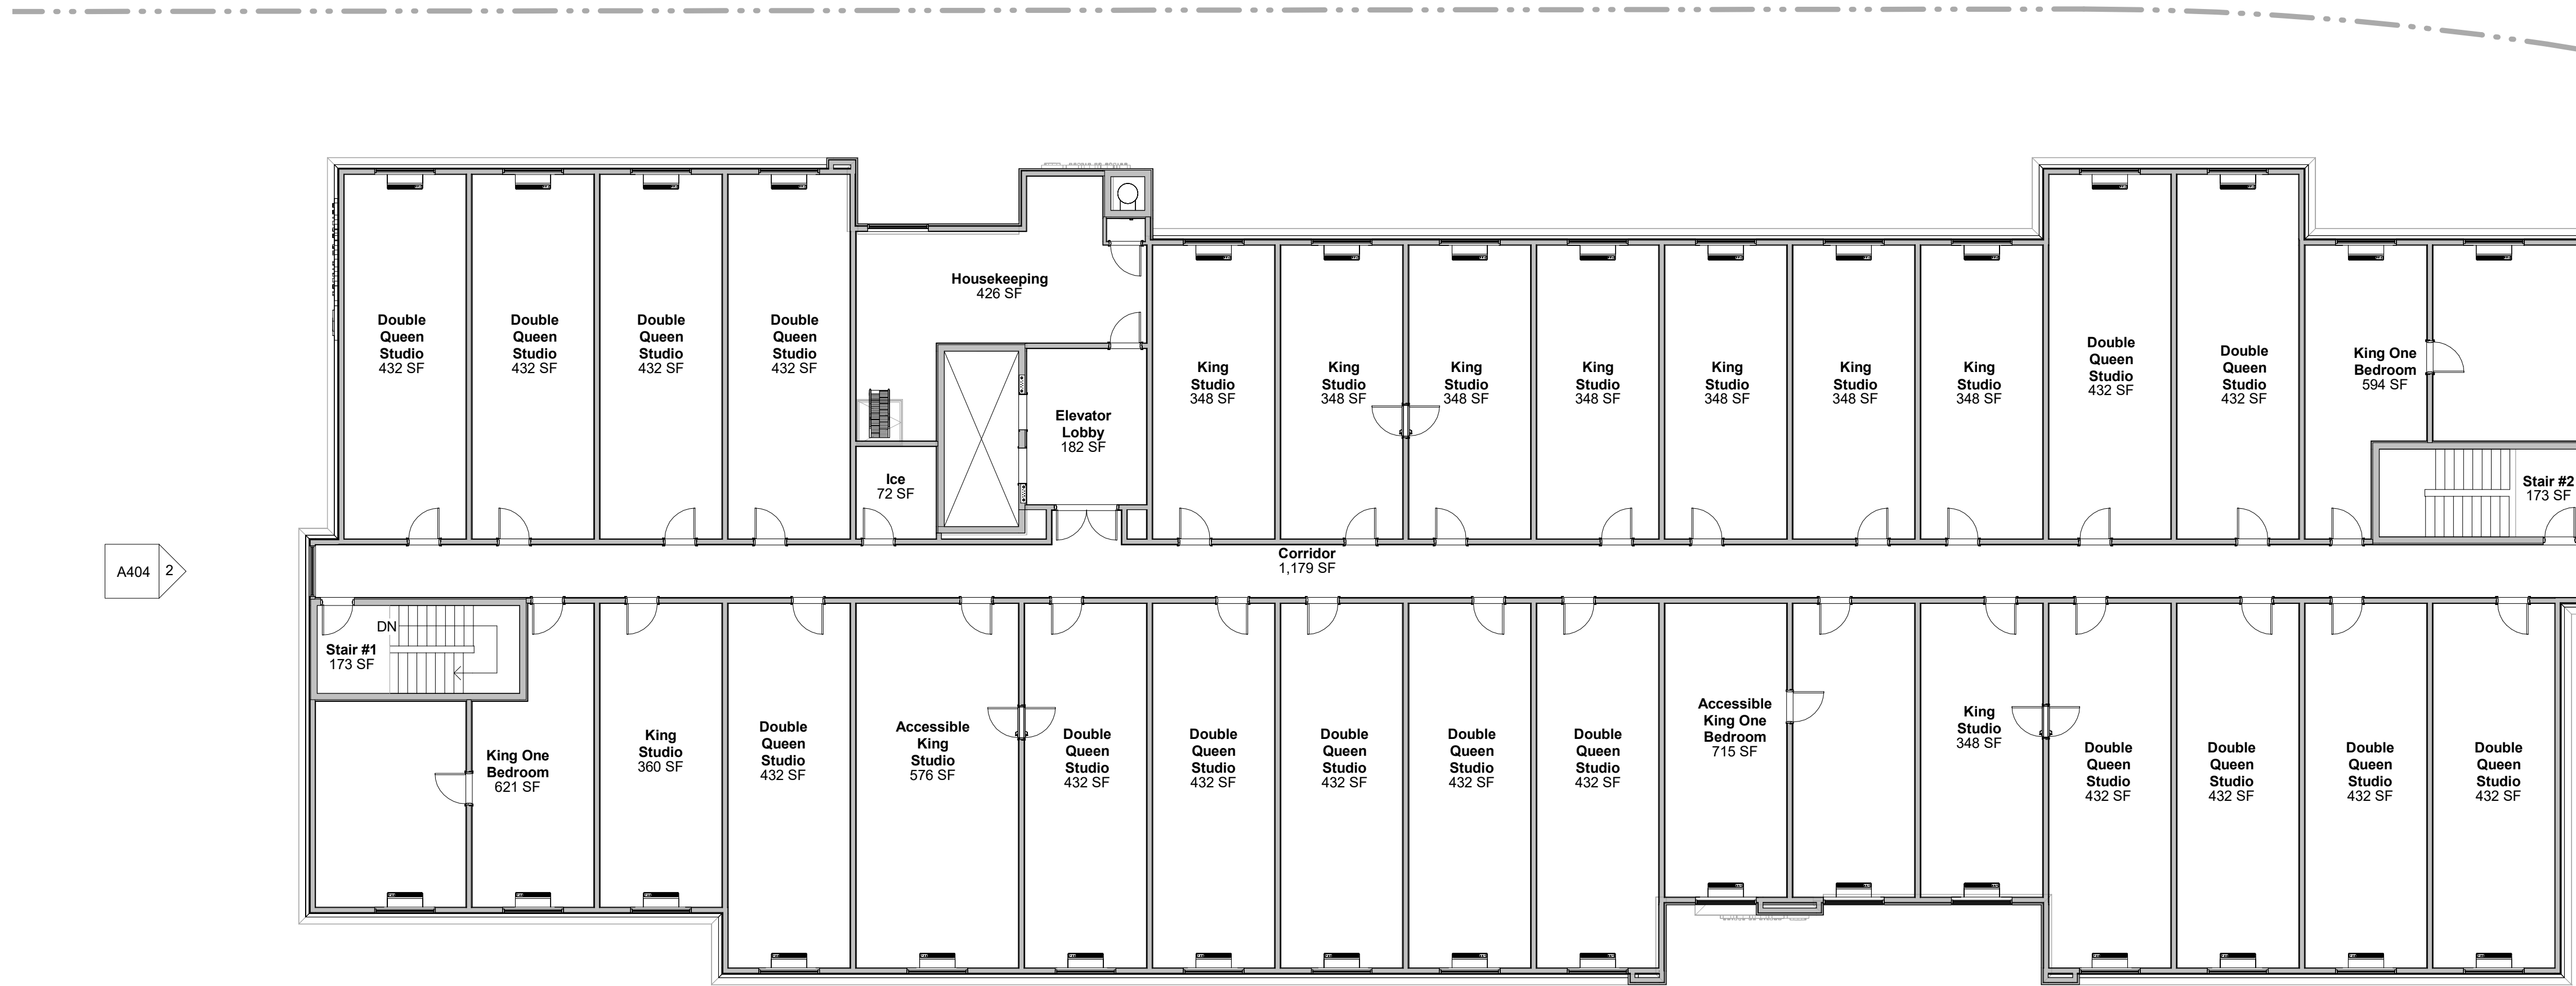 Double
Queen
Studio
432 SF
Double
Queen
Studio
432 SF
Double
Queen
Studio
432 SF
Double
Queen
Studio
432 SF
Housekeeping
426 SF
Ice
72 SF
Elevator
Lobby
182 SF
King
Studio
348 SF
King
Studio
348 SF
King
Studio
348 SF
King
Studio
348 SF
King
Studio
348 SF
King
Studio
348 SF
King
Studio
348 SF
Double
Queen
Studio
432 SF
Double
Queen
Studio
432 SF
King One
Bedroom
594 SF
Stair #2
173 SF
Corridor
1,179 SF
A404
2
DN
Stair #1
173 SF
King One
Bedroom
621 SF
King
Studio
360 SF
Double
Queen
Studio
432 SF
Accessible
King
Studio
576 SF
Double
Queen
Studio
432 SF
Double
Queen
Studio
432 SF
Double
Queen
Studio
432 SF
Double
Queen
Studio
432 SF
Double
Queen
Studio
432 SF
Accessible
King One
Bedroom
715 SF
King
Studio
348 SF
Double
Queen
Studio
432 SF
Double
Queen
Studio
432 SF
Double
Queen
Studio
432 SF
Double
Queen
Studio
432 SF